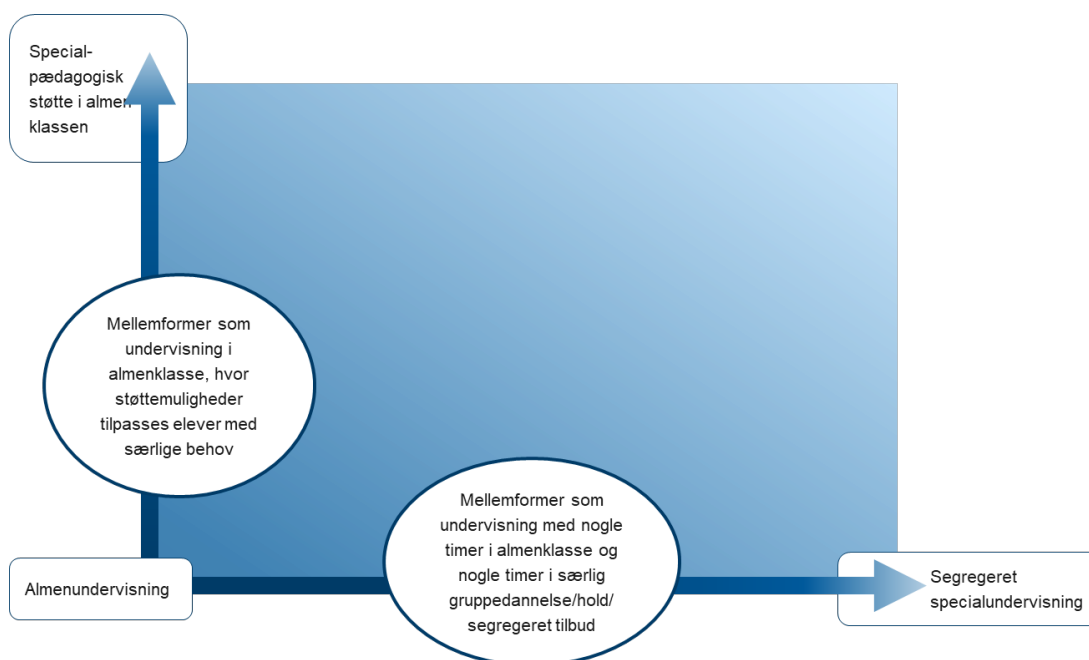 Special-
pædagogisk
støtte i almen
klassen
Mellemformer som
undervisning i
almenklasse, hvor
støttemuligheder
tilpasses elever med
særlige behov
Mellemformer som
undervisning med nogle
timer i almenklasse og
nogle timer i særlig
gruppedannelse/hold/
segregeret tilbud
Almenundervisning
Segregeret
specialundervisning